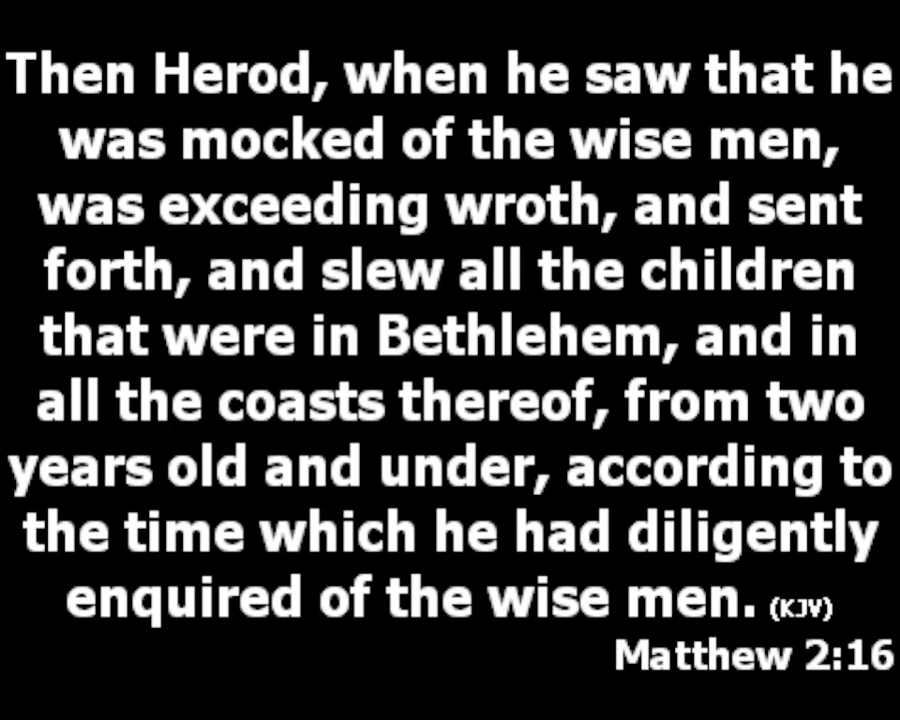 Then Herod, when he saw that he
was mocked of the wise men,
was exceeding wroth, and sent
forth, and slew all the children
that were in Bethlehem, and in
all the coasts thereof, from two
years old and under, according to
the time which he had diligently
enquired of the wise men. (KJV)
Matthew 2:16